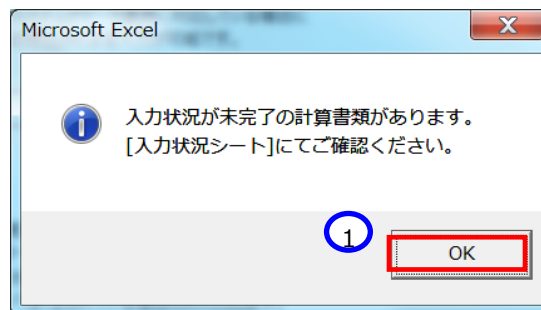 Microsoft Excel
入力状況が未完了の計算書類があります。
[入力状況シート]にてご確認ください。
1
OK